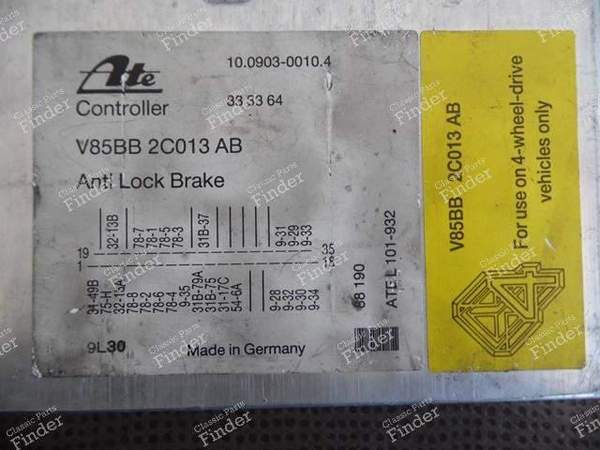 Ate
10.0903-0010.4
Controller
33 33 64
V85BB 2C013 AB
Anti Lock Brake
32-13B
78-7
78-1
78-5
78-3
31B-37
9-31
9-29
9-33
19
35
1
18
31-49B
75-H
32-13A
78-8
78-2
78-6
78-4
9-35
31B-79A
31B-75
31-17C
54-6A
9-28
9-32
9-30
9-34
68 190
ATE L 101-932
9L30
Made in Germany
V85BB 2C013 AB
For use on 4-wheel-drive
vehicles only
4
Classic Parts
Finder